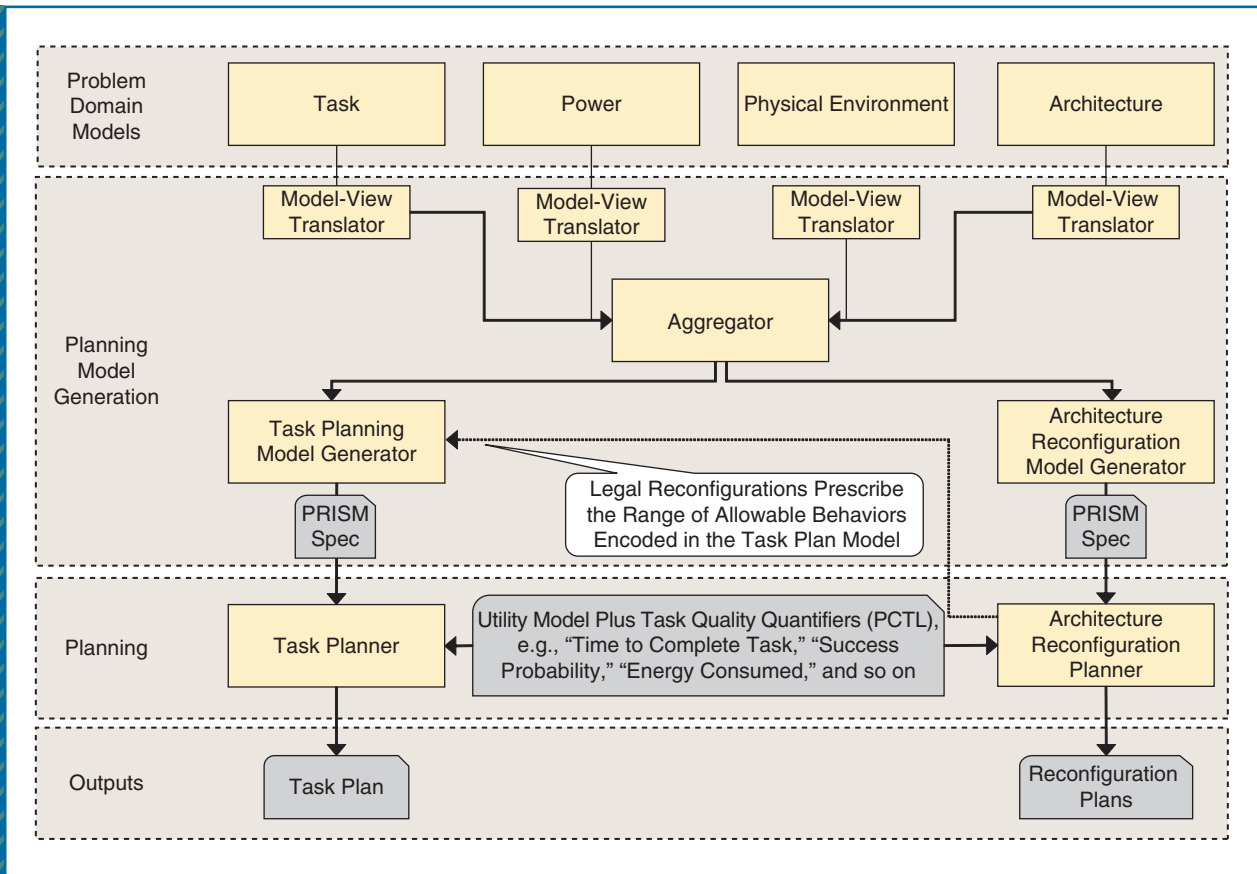 Problem
Domain
Models
Task
Power
Physical Environment
Architecture
Model-View
Translator
Model-View
Translator
Model-View
Translator
Model-View
Translator
Aggregator
Planning
Model
Generation
Task Planning
Model Generator
Architecture
Reconfiguration
Model Generator
Legal Reconfigurations Prescribe
the Range of Allowable Behaviors
Encoded in the Task Plan Model
PRISM
Spec
PRISM
Spec
Planning
Task Planner
Utility Model Plus Task Quality Quantifiers (PCTL),
e.g., “Time to Complete Task,” “Success
Probability,” “Energy Consumed,” and so on
Architecture
Reconfiguration
Planner
Outputs
Task Plan
Reconfiguration
Plans